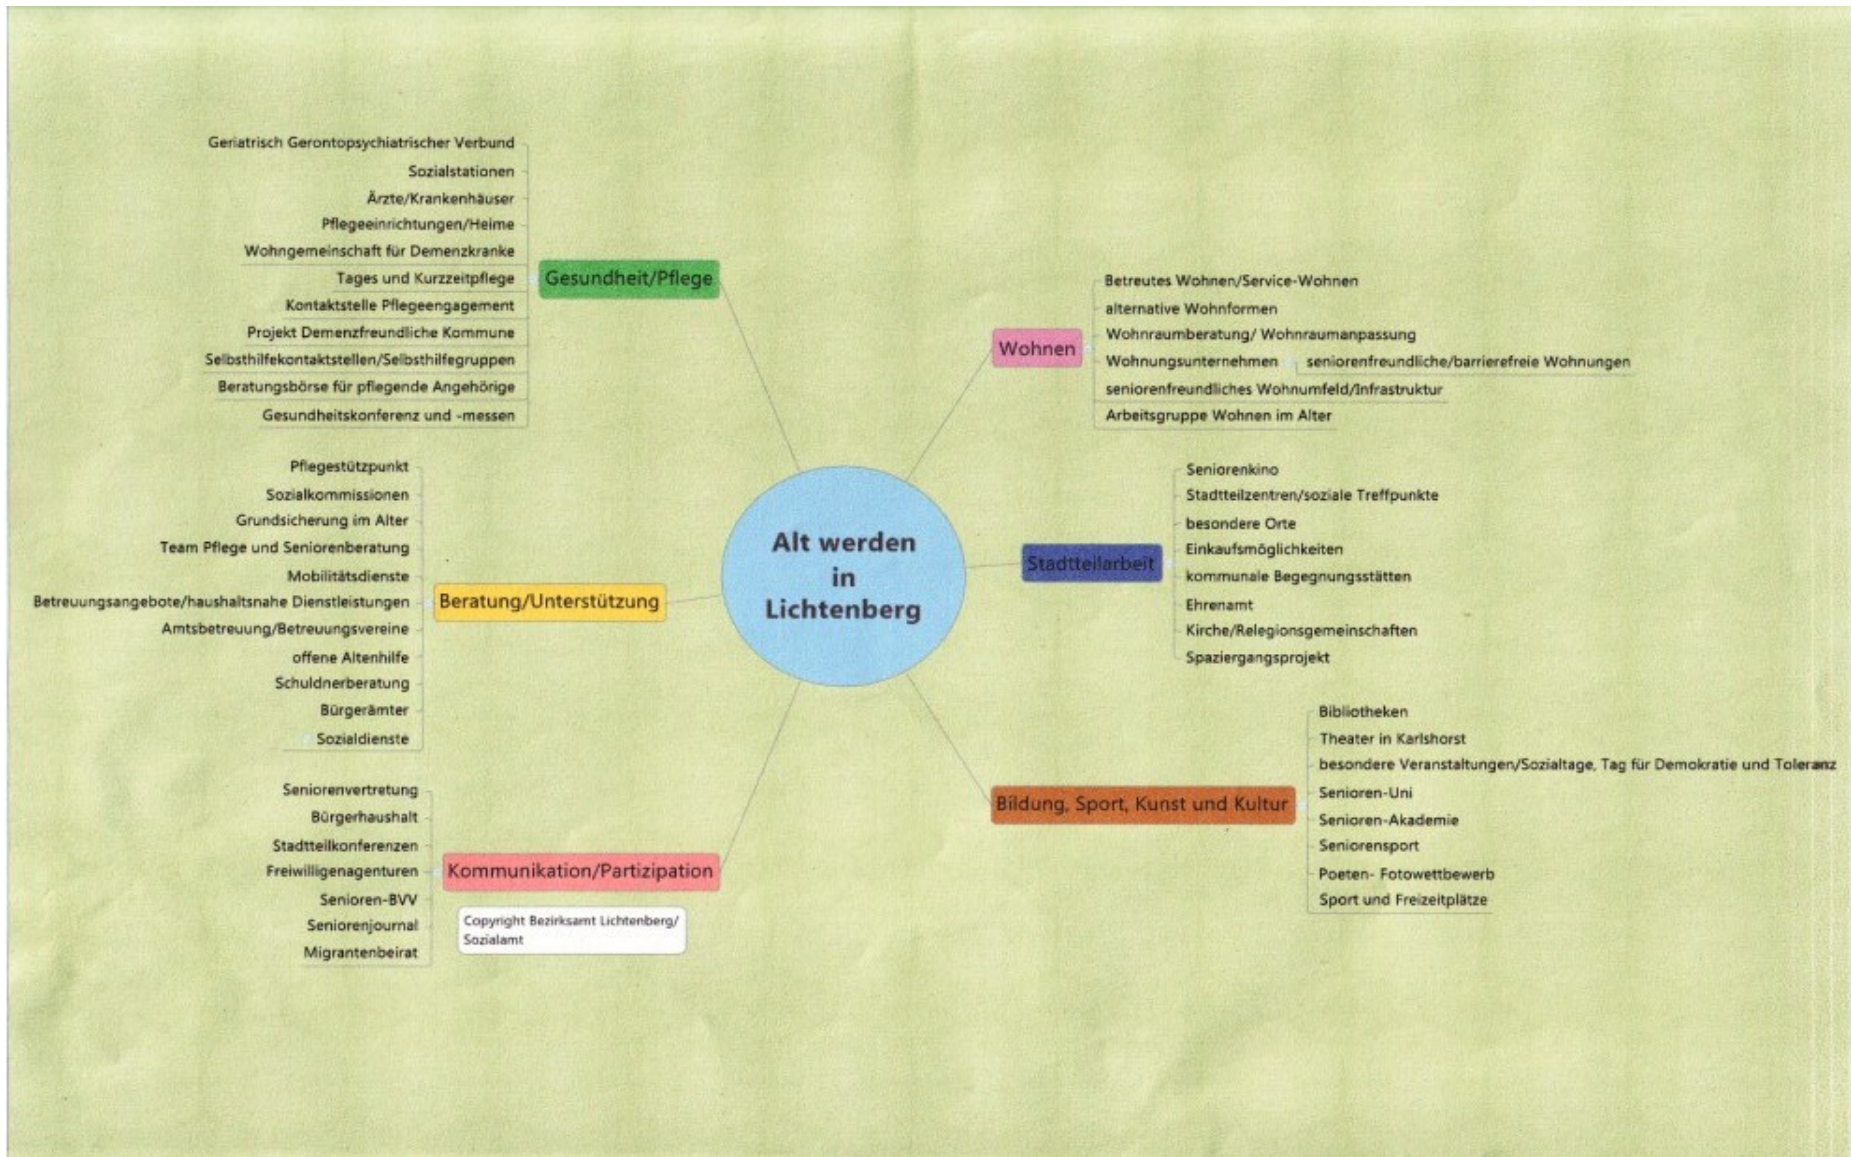 Geriatrisch Gerontopsychiatrischer Verbund
Sozialstationen
Ärzte/Krankenhäuser
Pflegeeinrichtungen/Heime
Wohngemeinschaft für Demenzkranke
Tages und Kurzzeitpflege
Kontaktstelle Pflegeengagement
Projekt Demenzfreundliche Kommune
Selbsthilfekontaktstellen/Selbsthilfegruppen
Beratungsbörse für pflegende Angehörige
Gesundheitskonferenz und -messen
Gesundheit/Pflege
Pflegestützpunkt
Sozialkommissionen
Grundsicherung im Alter
Team Pflege und Seniorenberatung
Mobilitätsdienste
Betreuungsangebote/haushaltsnahe Dienstleistungen
Amtsbetreuung/Betreuungsvereine
offene Altenhilfe
Schuldnerberatung
Bürgerämter
Sozialdienste
Beratung/Unterstützung
Seniorenvertretung
Bürgerhaushalt
Stadtteilkonferenzen
Freiwilligenagenturen
Senioren-BVV
Seniorenjournal
Migrantenbeirat
Kommunikation/Partizipation
Copyright Bezirksamt Lichtenberg/
Sozialamt
Alt werden
in
Lichtenberg
Wohnen
Betreutes Wohnen/Service-Wohnen
alternative Wohnformen
Wohnraumberatung/ Wohnraumanpassung
Wohnungsunternehmen
seniorenfreundliche/barrierefreie Wohnungen
seniorenfreundliches Wohnumfeld/Infrastruktur
Arbeitsgruppe Wohnen im Alter
Stadtteilarbeit
Seniorenkino
Stadtteilzentren/soziale Treffpunkte
besondere Orte
Einkaufsmöglichkeiten
kommunale Begegnungsstätten
Ehrenamt
Kirche/Relegionsgemeinschaften
Spaziergangsprojekt
Bildung, Sport, Kunst und Kultur
Bibliotheken
Theater in Karlshorst
besondere Veranstaltungen/Sozialtage, Tag für Demokratie und Toleranz
Senioren-Uni
Senioren-Akademie
Seniorensport
Poeten- Fotowettbewerb
Sport und Freizeitplätze